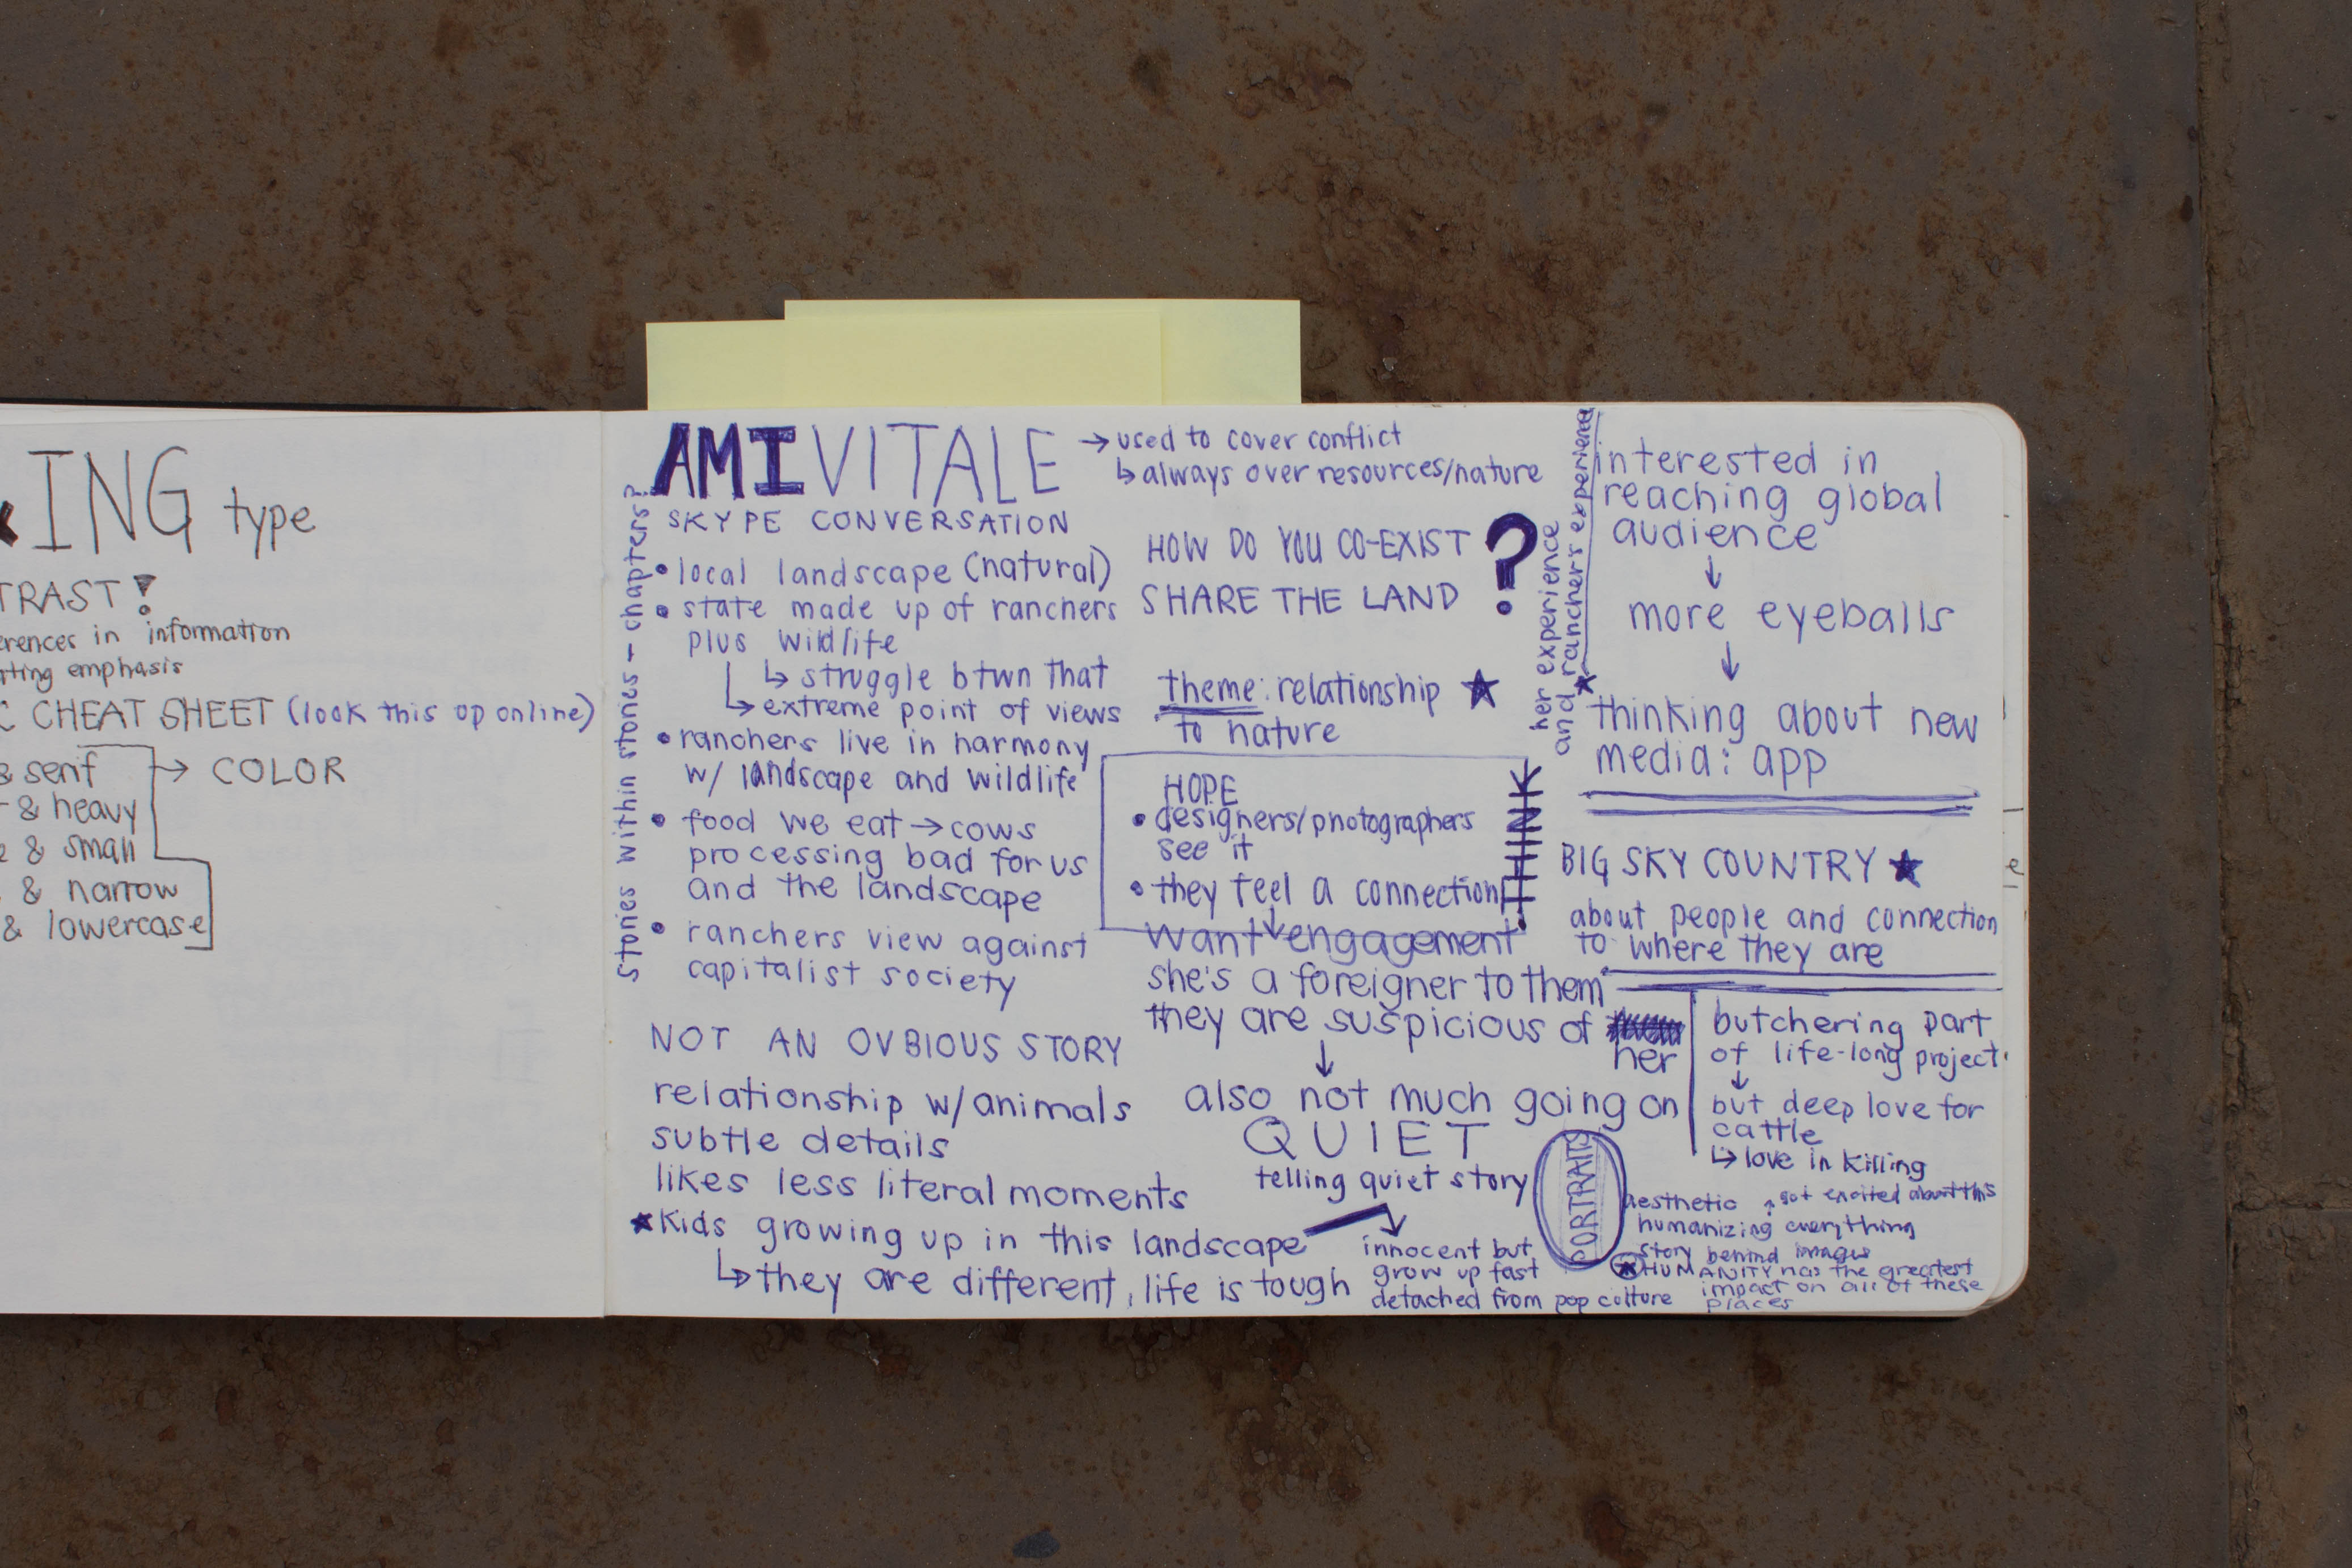 ING type
TRAST!
erences in information
ting emphasis
C CHEAT SHEET (look this up online)
& serif → COLOR
& heavy
& small
& narrow
& lowercase
stories within stories - chapters?
AMI VITALE
SKYPE CONVERSATION
• local landscape (natural)
• state made up of ranchers
plus wildlife
↳ struggle btwn that
↳ extreme point of views
• ranchers live in harmony
w/ landscape and wildlife
• food we eat → cows
processing bad for us
and the landscape
• ranchers view against
capitalist society
NOT AN OVBIOUS STORY
relationship w/ animals
subtle details
likes less literal moments
★ Kids growing up in this landscape
↳ they are different, life is tough
→ used to cover conflict
↳ always over resources/nature
HOW DO YOU CO-EXIST
SHARE THE LAND ?
theme: relationship ★
to nature
HOPE
• designers/photographers
see it
• they feel a connection
THINK
want engagement
she's a foreigner to them
they are suspicious of
her
↓
also not much going on
QUIET
telling quiet story
innocent but
grow up fast
detached from pop culture
PORTRAITS
her experience
and rancher's experience
interested in
reaching global
audience
↓
more eyeballs
↓
★ thinking about new
media: app
BIG SKY COUNTRY ★
about people and connection
to where they are
butchering part
of life-long project
↓
but deep love for
cattle
↳ love in killing
aesthetic ↑ got excited about this
humanizing everything
story behind images
★ HUMANITY has the greatest
impact on all of these
places
e